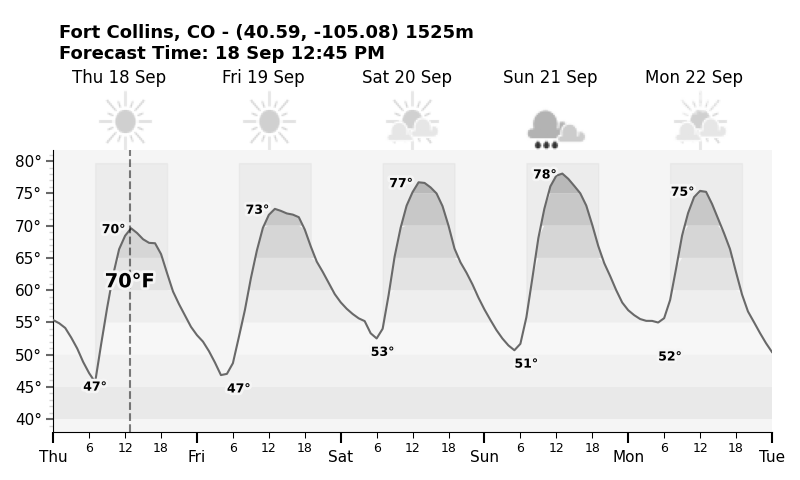 Fort Collins, CO - (40.59, -105.08) 1525m
Forecast Time: 18 Sep 12:45 PM
Thu 18 Sep Fri 19 Sep Sat 20 Sep Sun 21 Sep Mon 22 Sep
80°
78°
77°
75° 75°
73°
70° 70°
65°
70°F
60°
55°
53° 51° 52°
50°
47° 47°
45°
40°
6 12 18 6 12 18 6 12 18 6 12 18 6 12 18
Thu Fri Sat Sun Mon Tue